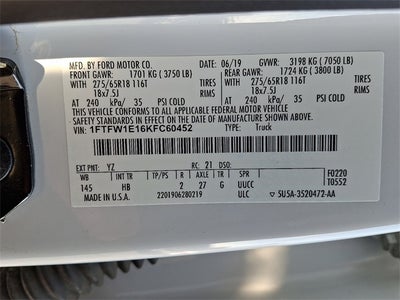 MFD. BY FORD MOTOR CO. 06/19 GVWR: 3198 KG ( 7050 LB)
FRONT GAWR: 1701 KG ( 3750 LB) REAR GAWR: 1724 KG ( 3800 LB)
WITH TIRES WITH TIRES
275/65R18 116T 275/65R18 116T
18x7.5J RIMS 18x7.5J RIMS
AT 240 kPa/ 35 PSI COLD AT 240 kPa/ 35 PSI COLD
THIS VEHICLE CONFORMS TO ALL APPLICABLE FEDERAL MOTOR VEHICLE
SAFETY STANDARDS IN EFFECT ON THE DATE OF MANUFACTURE SHOWN ABOVE.
VIN: 1FTFW1E16KFC60452 TYPE: Truck
EXT PNT: YZ RC: 21 DSO:
WB INT TR TP/PS R AXLE TR SPR F0220
145 HB 2 27 G UUCC T0552
MADE IN U.S.A. 2201906280219 ULC 5U5A-3520472-AA